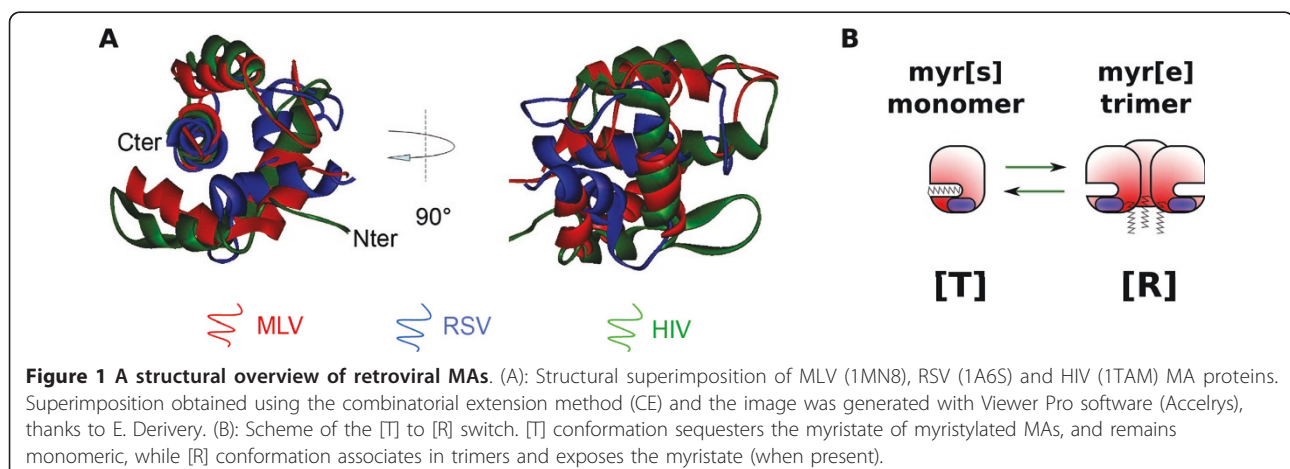 A
Cter
Nter
90°
MLV
RSV
HIV
B
myr[s]
monomer
myr[e]
trimer
[T]
[R]
Figure 1 A structural overview of retroviral MAs. (A): Structural superimposition of MLV (1MN8), RSV (1A6S) and HIV (1TAM) MA proteins.
Superimposition obtained using the combinatorial extension method (CE) and the image was generated with Viewer Pro software (Accelrys),
thanks to E. Derivery. (B): Scheme of the [T] to [R] switch. [T] conformation sequesters the myristate of myristylated MAs, and remains
monomeric, while [R] conformation associates in trimers and exposes the myristate (when present).